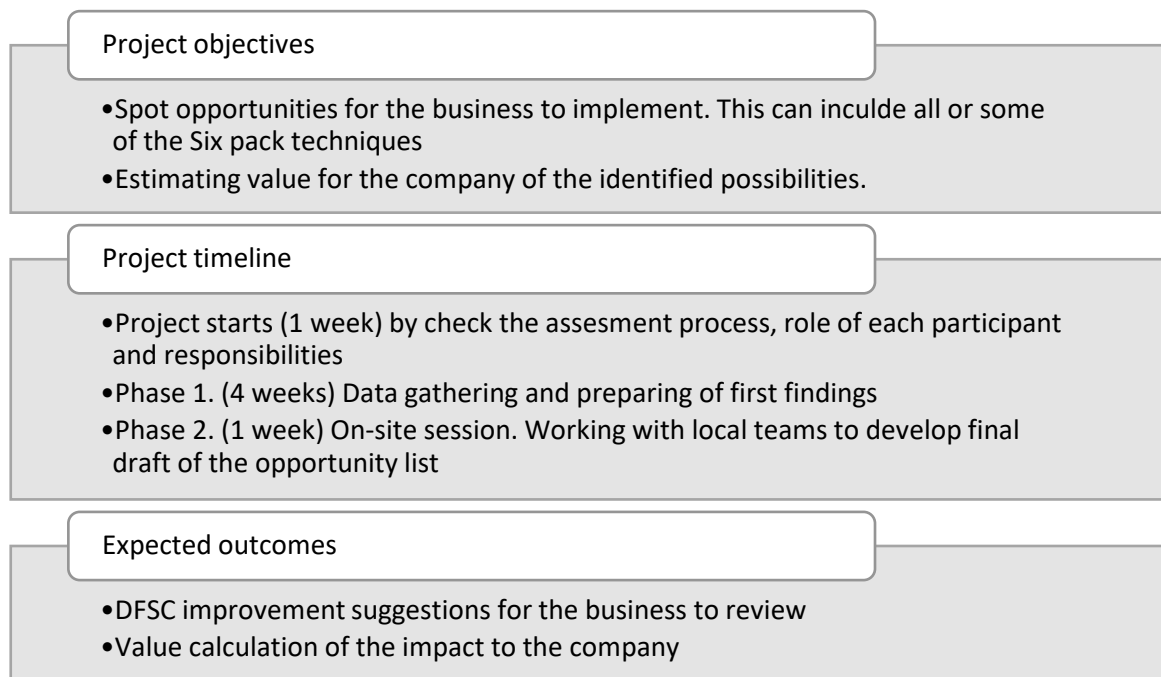 Project objectives
•Spot opportunities for the business to implement. This can inculde all or some
of the Six pack techniques
•Estimating value for the company of the identified possibilities.
Project timeline
•Project starts (1 week) by check the assesment process, role of each participant
and responsibilities
•Phase 1. (4 weeks) Data gathering and preparing of first findings
•Phase 2. (1 week) On-site session. Working with local teams to develop final
draft of the opportunity list
Expected outcomes
•DFSC improvement suggestions for the business to review
•Value calculation of the impact to the company